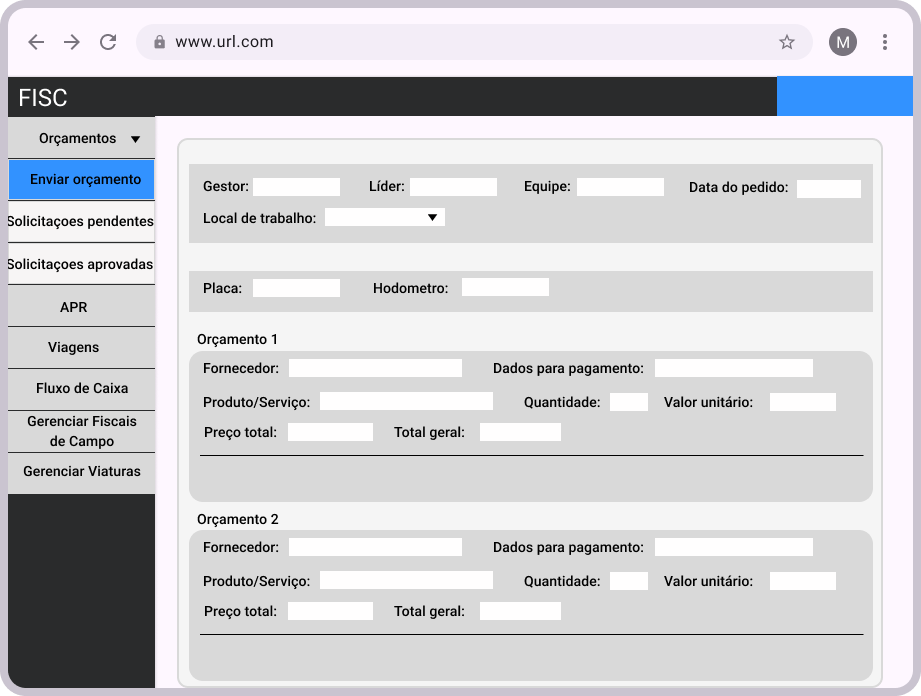 www.url.com
M
FISC
Orçamentos
Enviar orçamento
Solicitaçoes pendentes
Solicitaçoes aprovadas
APR
Viagens
Fluxo de Caixa
Gerenciar Fiscais
de Campo
Gerenciar Viaturas
Gestor: Líder: Equipe: Data do pedido:
Local de trabalho:
Placa: Hodometro:
Orçamento 1
Fornecedor: Dados para pagamento:
Produto/Serviço: Quantidade: Valor unitário:
Preço total: Total geral:
Orçamento 2
Fornecedor: Dados para pagamento:
Produto/Serviço: Quantidade: Valor unitário:
Preço total: Total geral: